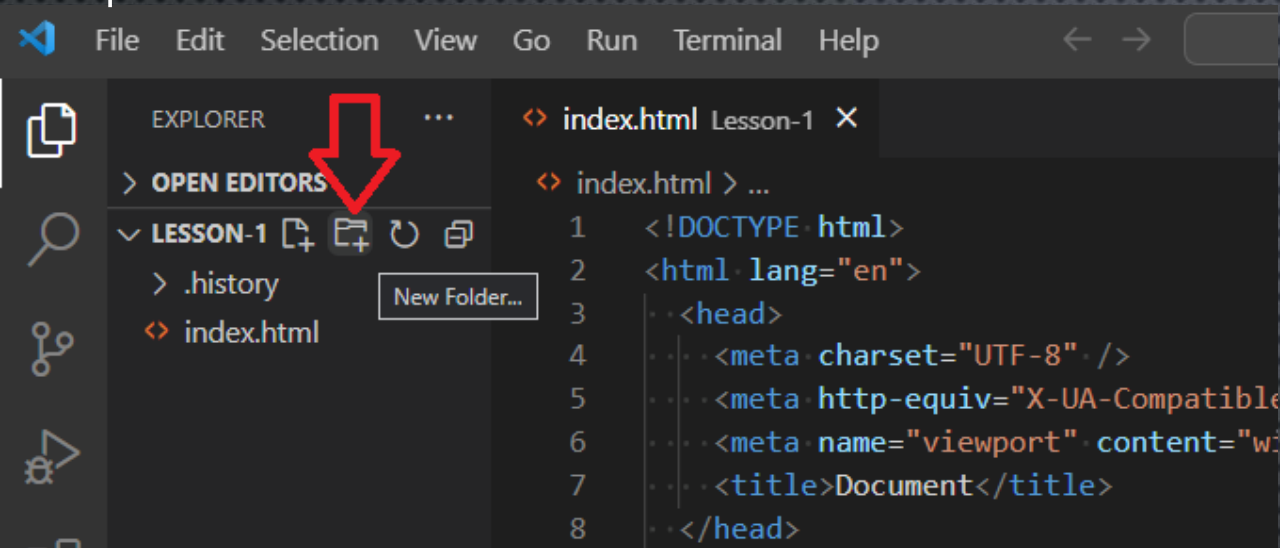 File Edit Selection View Go Run Terminal Help
EXPLORER ...
index.html Lesson-1
OPEN EDITORS
index.html > ...
LESSON-1
.history
New Folder...
index.html
1 <!DOCTYPE html>
2 <html lang="en">
3 <head>
4 <meta charset="UTF-8" />
5 <meta http-equiv="X-UA-Compatible
6 <meta name="viewport" content="wi
7 <title>Document</title>
8 </head>